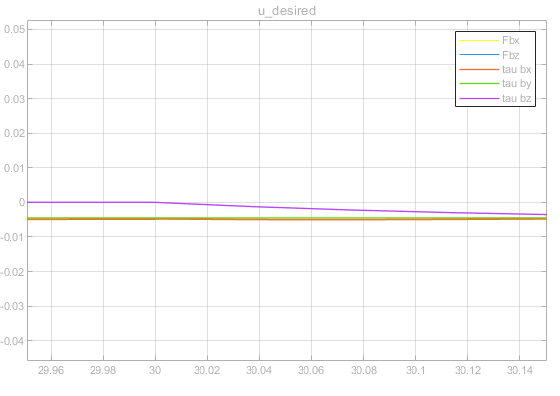 u_desired
0.05
0.04
0.03
0.02
0.01
0
-0.01
-0.02
-0.03
-0.04
Fbx
Fbz
tau bx
tau by
tau bz
29.96 29.98 30 30.02 30.04 30.06 30.08 30.1 30.12 30.14